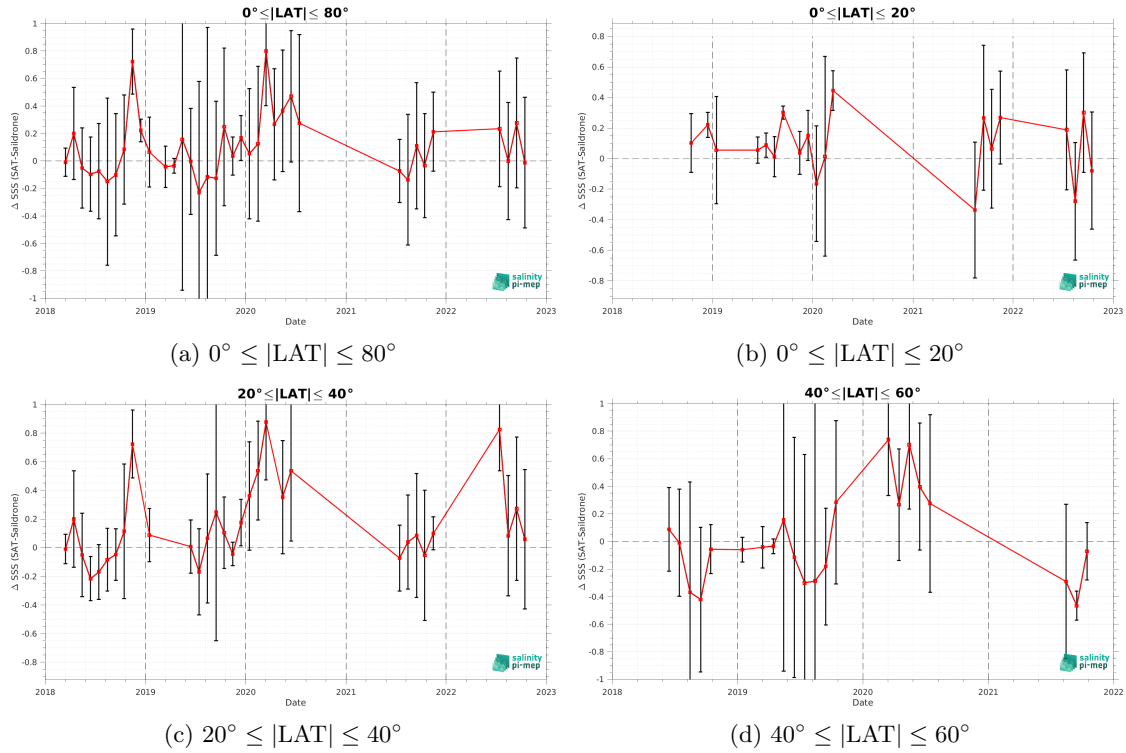 0°≤|LAT|≤ 80°
1
0.8
0.6
0.4
0.2
0
-0.2
-0.4
-0.6
-0.8
-1
Δ SSS (SAT-Saildrone)
2018 2019 2020 2021 2022 2023
Date
salinity
pi-mep
(a) 0° ≤ |LAT| ≤ 80°
0°≤|LAT|≤ 20°
0.8
0.6
0.4
0.2
0
-0.2
-0.4
-0.6
-0.8
Δ SSS (SAT-Saildrone)
2018 2019 2020 2021 2022 2023
Date
salinity
pi-mep
(b) 0° ≤ |LAT| ≤ 20°
20°≤|LAT|≤ 40°
1
0.8
0.6
0.4
0.2
0
-0.2
-0.4
-0.6
-0.8
Δ SSS (SAT-Saildrone)
2018 2019 2020 2021 2022 2023
Date
salinity
pi-mep
(c) 20° ≤ |LAT| ≤ 40°
40°≤|LAT|≤ 60°
1
0.8
0.6
0.4
0.2
0
-0.2
-0.4
-0.6
-0.8
-1
Δ SSS (SAT-Saildrone)
2018 2019 2020 2021 2022
Date
salinity
pi-mep
(d) 40° ≤ |LAT| ≤ 60°